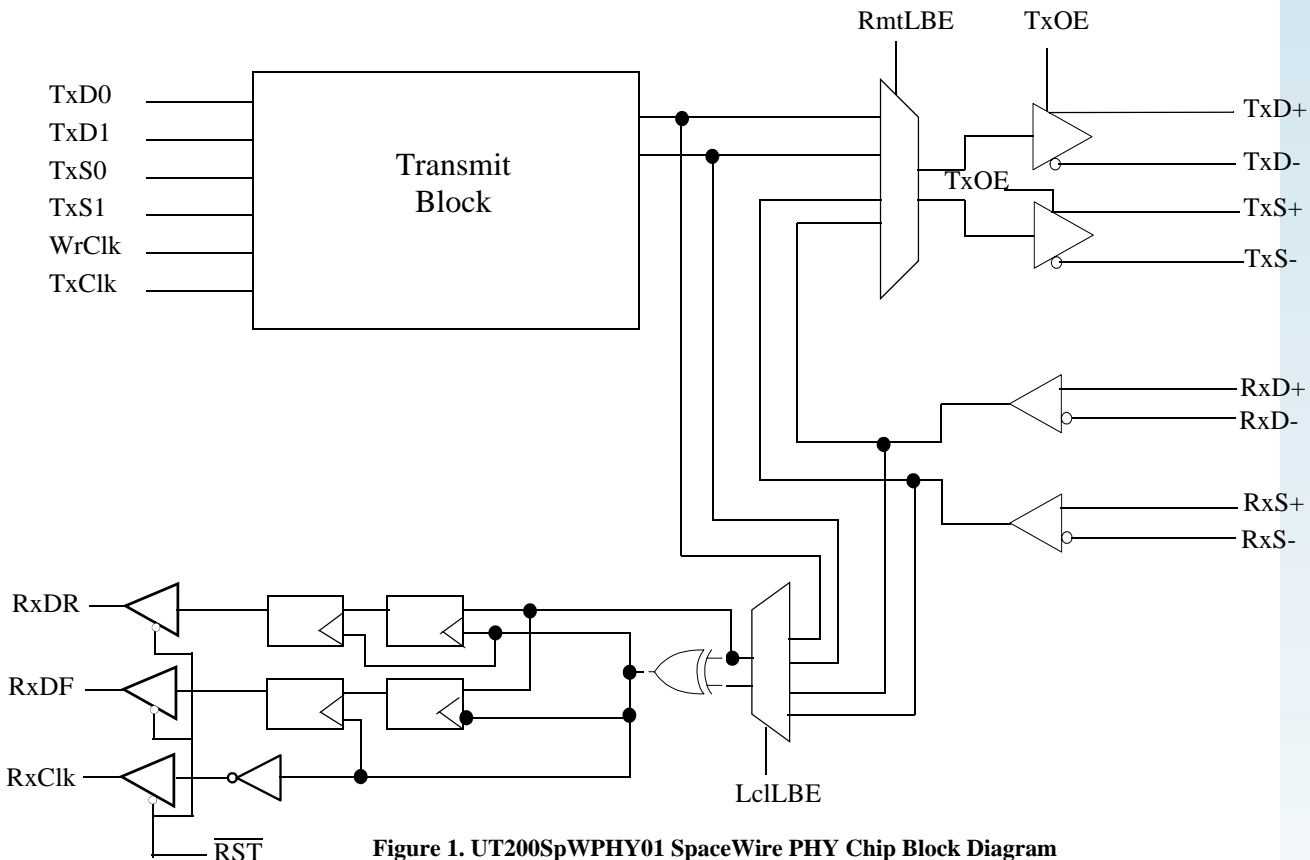 RmtLBE
TxOE
TxD0
TxD1
TxS0
TxS1
WrClk
TxClk
Transmit
Block
TxD+
TxD-
TxOE
TxS+
TxS-
RxD+
RxD-
RxS+
RxS-
RxDR
RxDF
RxClk
LclLBE
RST
Figure 1. UT200SpWPHY01 SpaceWire PHY Chip Block Diagram